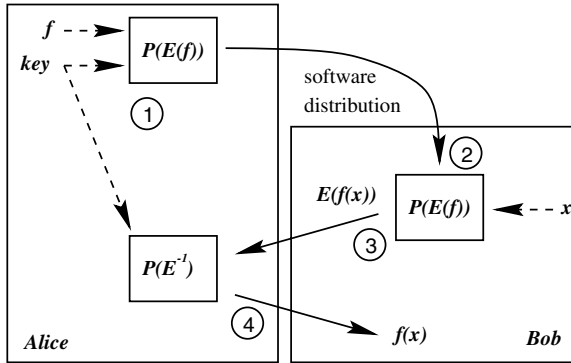 f
key
P(E(f))
1
software
distribution
2
E(f(x))
P(E(f))
x
3
P(E⁻¹)
4
f(x)
Alice
Bob